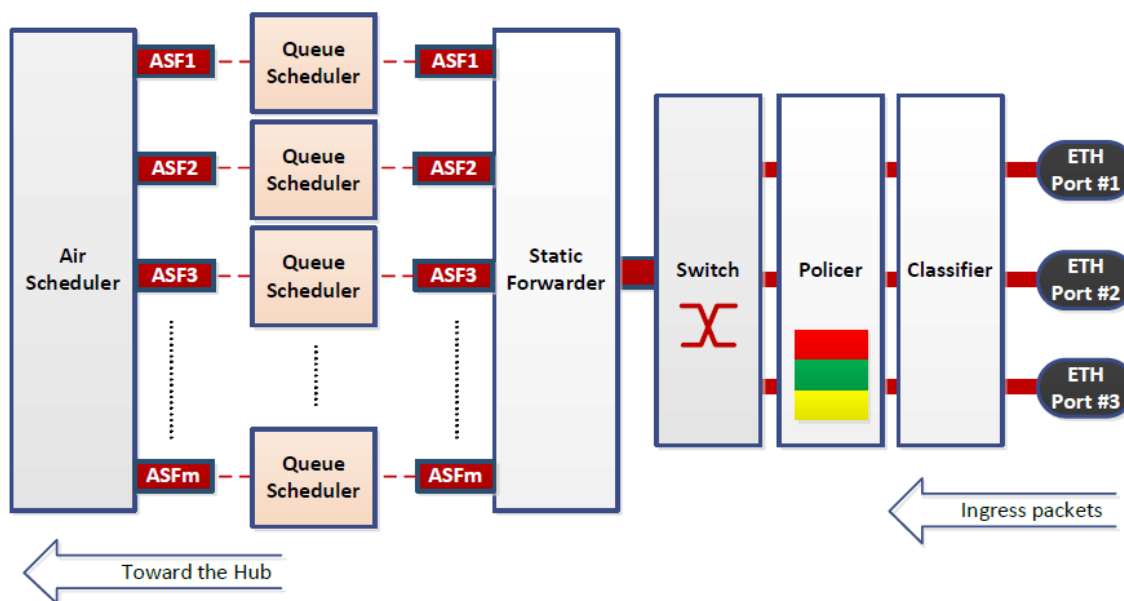 Air
Scheduler
ASF1
ASF2
ASF3
ASFm
Queue
Scheduler
Queue
Scheduler
Queue
Scheduler
Queue
Scheduler
ASF1
ASF2
ASF3
ASFm
Static
Forwarder
Switch
Policer
Classifier
ETH
Port #1
ETH
Port #2
ETH
Port #3
Ingress packets
Toward the Hub